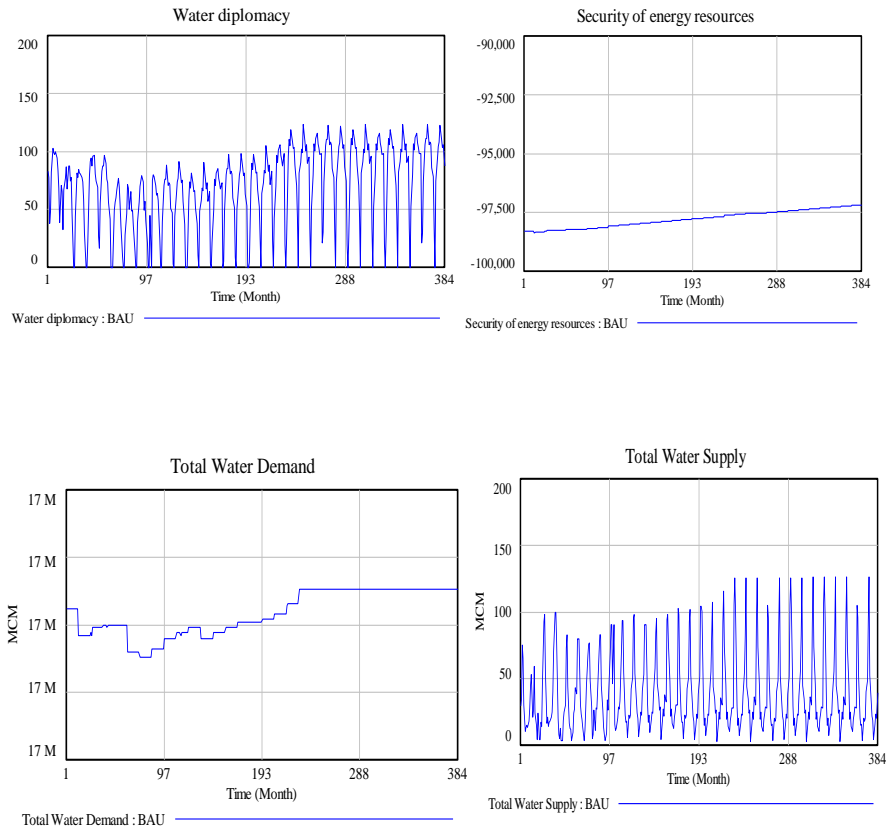 Water diplomacy
200
150
100
50
0
1 97 193 288 384
Time (Month)
Water diplomacy : BAU
Security of energy resources
-90,000
-92,500
-95,000
-97,500
-100,000
1 97 193 288 384
Time (Month)
Security of energy resources : BAU
Total Water Demand
17 M
17 M
17 M
17 M
17 M
MCM
1 97 193 288 384
Time (Month)
Total Water Demand : BAU
Total Water Supply
200
150
100
50
0
MCM
1 97 193 288 384
Time (Month)
Total Water Supply : BAU